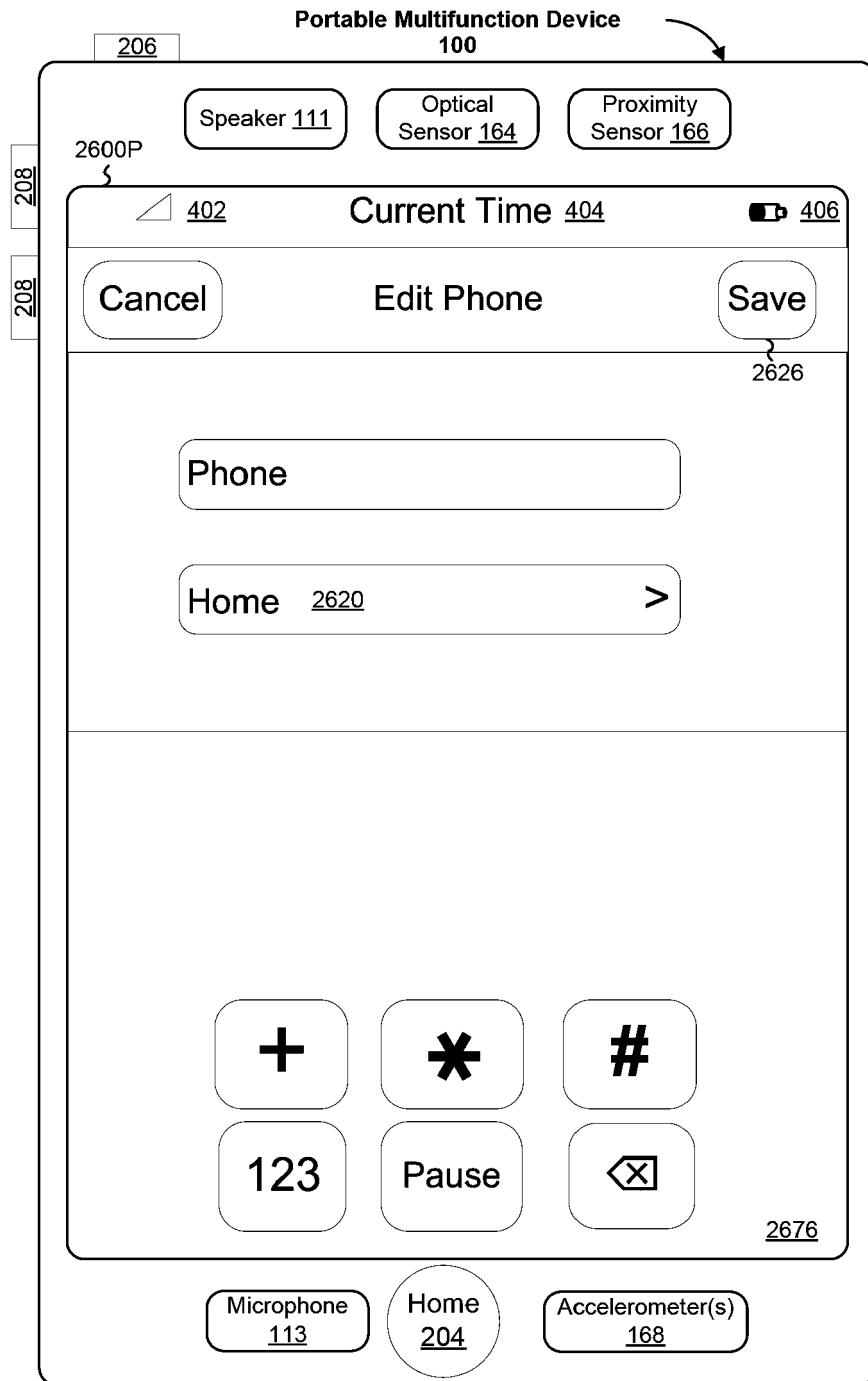 Portable Multifunction Device
100
206
Speaker 111
Optical
Sensor 164
Proximity
Sensor 166
2600P
208
402
Current Time 404
406
208
Cancel
Edit Phone
Save
2626
Phone
Home 2620 >
+ * #
123 Pause
2676
Microphone
113
Home
204
Accelerometer(s)
168